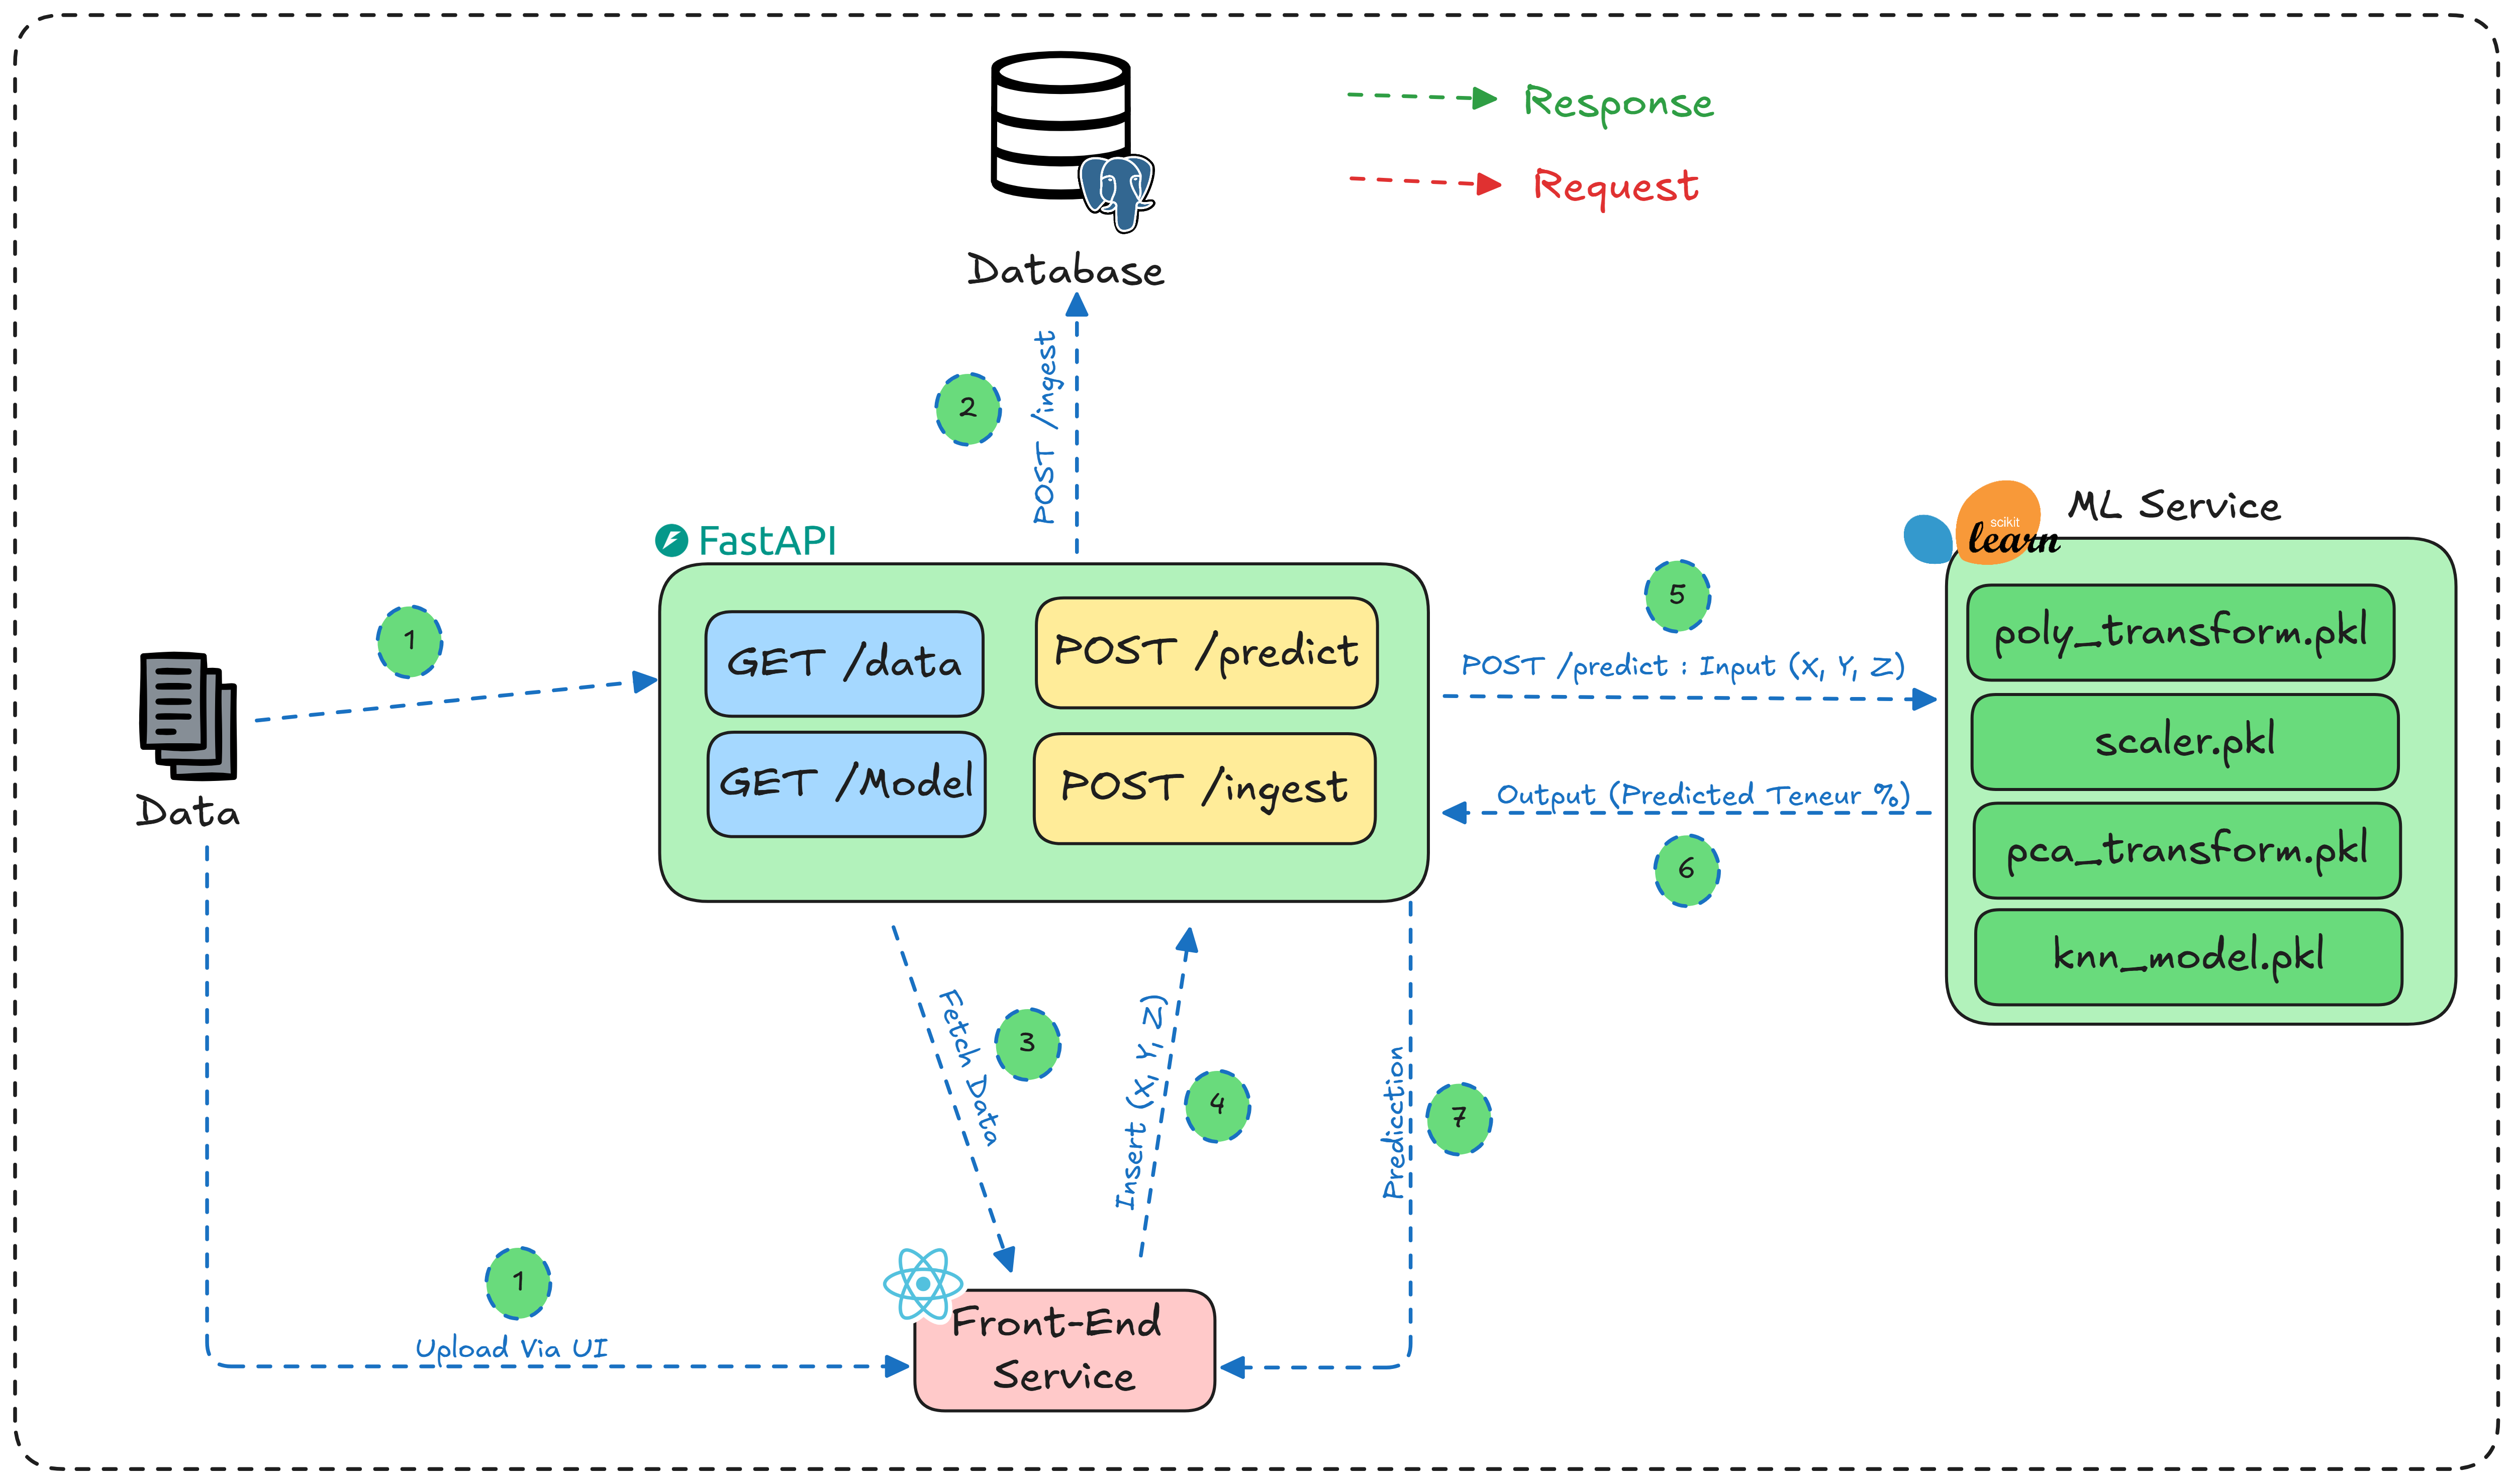 Response
Request
Database
POST /ingest
2
FastAPI
scikit
learn
ML Service
1
5
GET /data
POST /predict
GET /Model
POST /ingest
POST /predict : Input (X, Y, Z)
Output (Predicted Teneur %)
6
poly_transform.pkl
scaler.pkl
pca_transform.pkl
knn_model.pkl
Data
Fetch Data
3
Insert (X, Y, Z)
4
Prediction
7
1
Upload Via UI
Front-End
Service